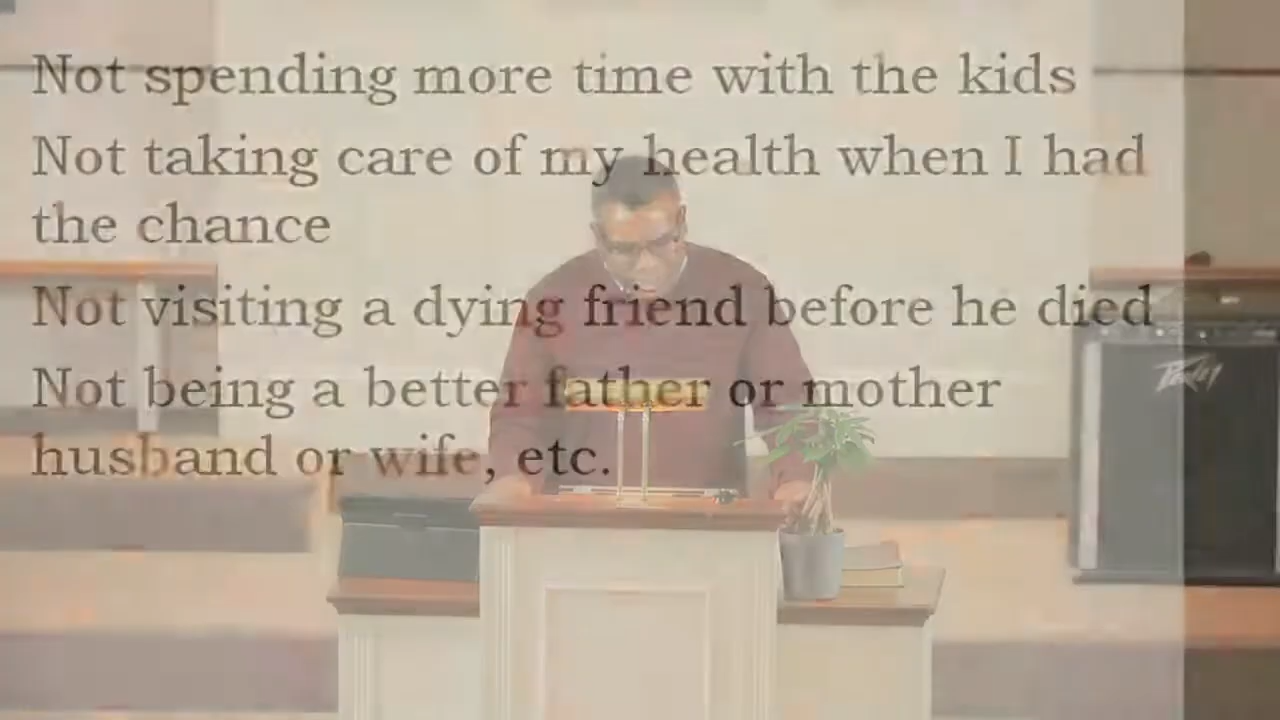 Not spending more time with the kids
Not taking care of my health when I had
the chance
Not visiting a dying friend before he died
Not being a better father or mother
husband or wife, etc.
Peavey